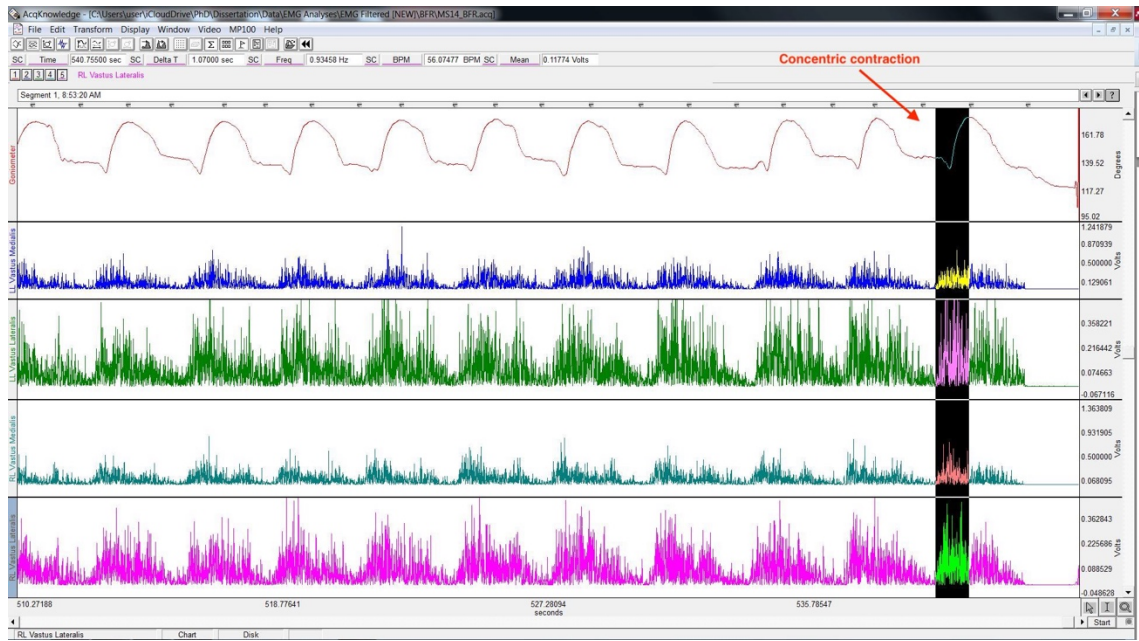 AcqKnowledge - [C:\Users\user\iCloudDrive\PhD\Dissertation\Data\EMG Analyses\EMG Filtered [NEW]\BFR\MS14_BFR.acq]
File Edit Transform Display Window Video MP100 Help
SC Time 540.75500 sec SC Delta T 1.07000 sec SC Freq 0.93458 Hz SC BPM 56.07477 BPM SC Mean 0.11774 Volts
Concentric contraction
1 2 3 4 5 RL Vastus Lateralis
Segment 1, 8:53:20 AM
Goniometer
161.78
139.52
117.27
95.02
Degrees
LL Vastus Medialis
1.241879
0.870939
0.500000
0.129061
Volts
LL Vastus Lateralis
0.358221
0.216442
0.074663
-0.067116
Volts
RL Vastus Medialis
1.363809
0.931905
0.500000
0.068095
Volts
RL Vastus Lateralis
0.362843
0.225686
0.088529
-0.048628
Volts
510.27188 518.77641 527.28094 535.78547
seconds
Start
RL Vastus Lateralis Chart Disk